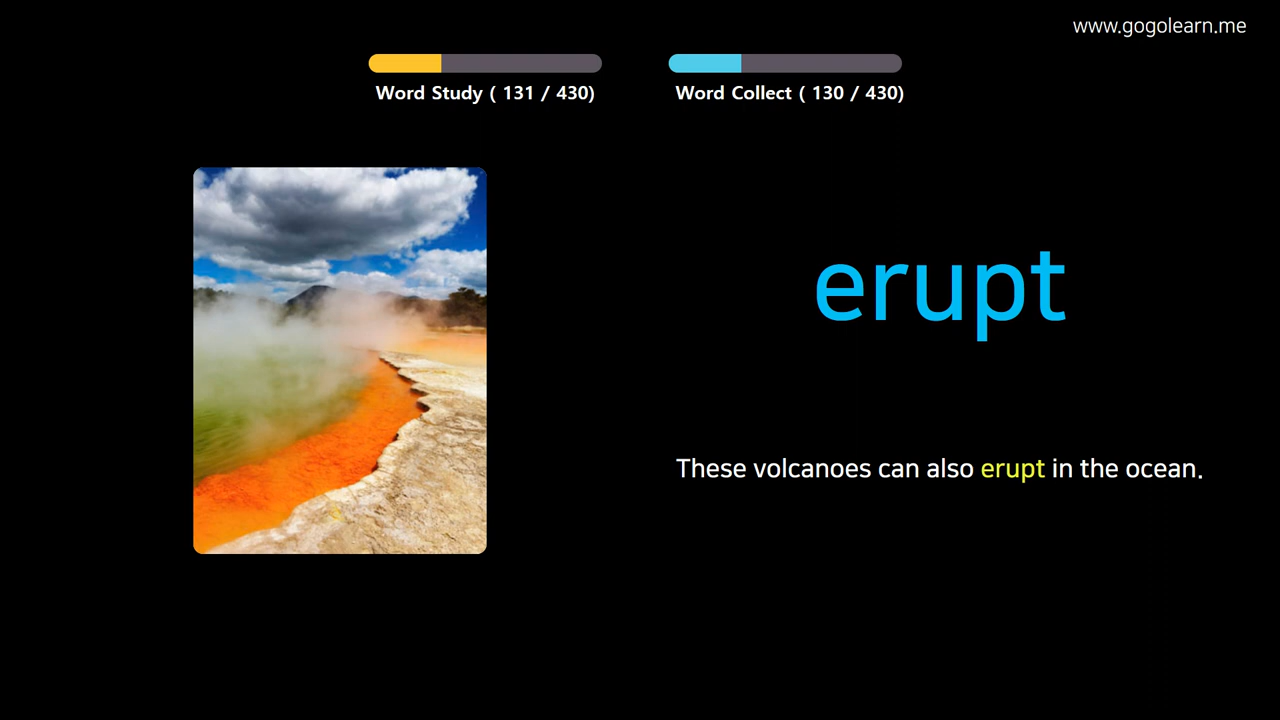 www.gogolearn.me
Word Study ( 131 / 430)
Word Collect ( 130 / 430)
erupt
These volcanoes can also erupt in the ocean.